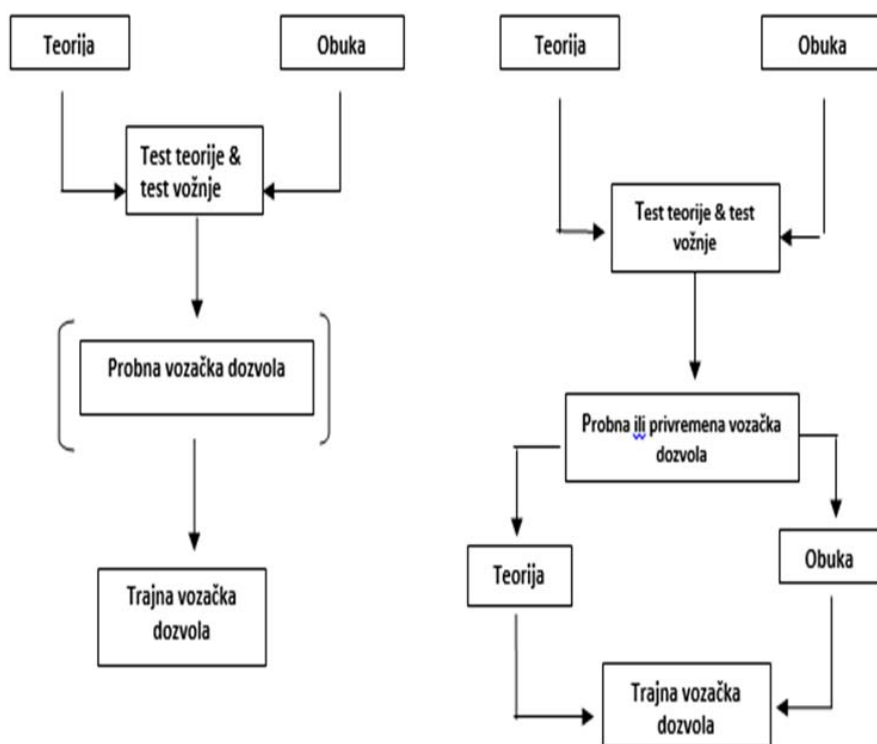 Teorija
Obuka
Test teorije &
test vožnje
Probna vozačka dozvola
Trajna vozačka
dozvola
Teorija
Obuka
Test teorije & test
vožnje
Probna ili privremena vozačka
dozvola
Teorija
Obuka
Trajna vozačka
dozvola